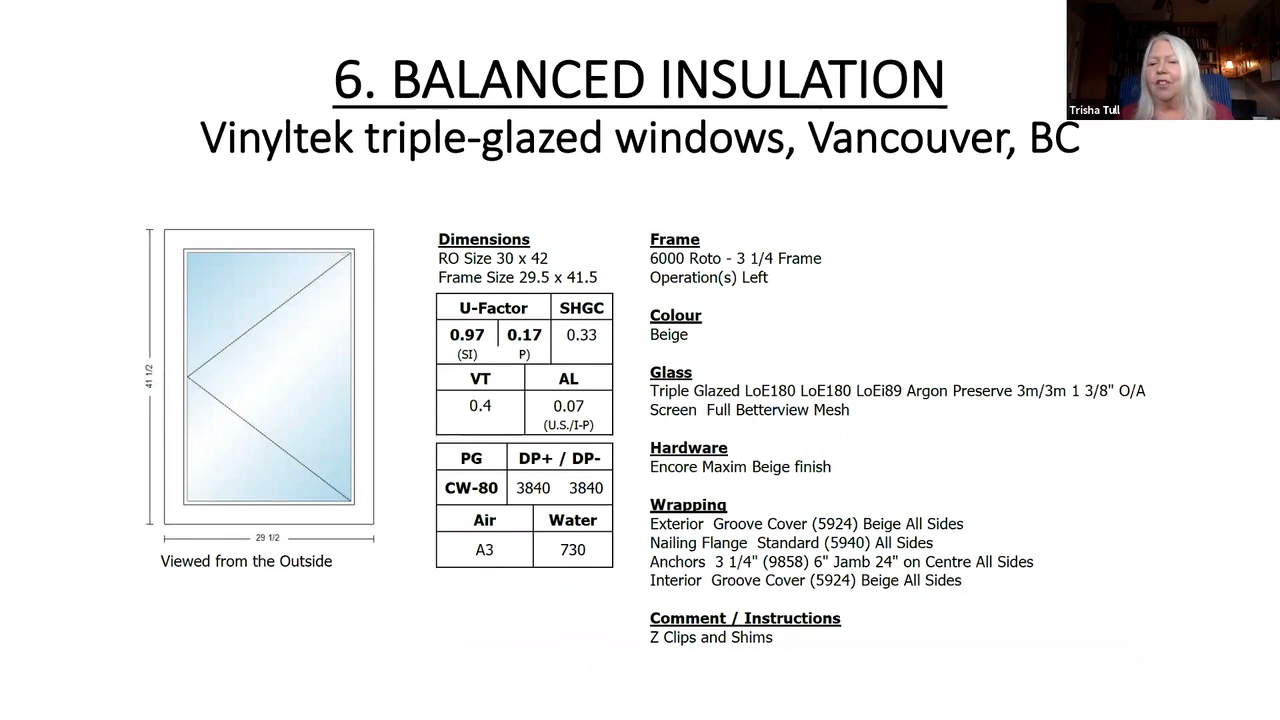 6. BALANCED INSULATION
Vinyltek triple-glazed windows, Vancouver, BC
Trisha Tull
41 1/2
29 1/2
Viewed from the Outside
Dimensions
RO Size 30 x 42
Frame Size 29.5 x 41.5
U-Factor SHGC
0.97 0.17 0.33
(SI) P)
VT AL
0.4 0.07
(U.S./I-P)
PG DP+ / DP-
CW-80 3840 3840
Air Water
A3 730
Frame
6000 Roto - 3 1/4 Frame
Operation(s) Left
Colour
Beige
Glass
Triple Glazed LoE180 LoE180 LoEi89 Argon Preserve 3m/3m 1 3/8" O/A
Screen Full Betterview Mesh
Hardware
Encore Maxim Beige finish
Wrapping
Exterior Groove Cover (5924) Beige All Sides
Nailing Flange Standard (5940) All Sides
Anchors 3 1/4" (9858) 6" Jamb 24" on Centre All Sides
Interior Groove Cover (5924) Beige All Sides
Comment / Instructions
Z Clips and Shims